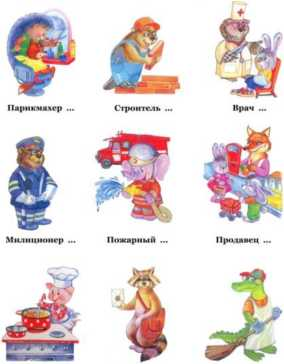 Парикмахер ...
Строитель ...
Врач ...
Милиционер ...
Пожарный ...
Продавец ...